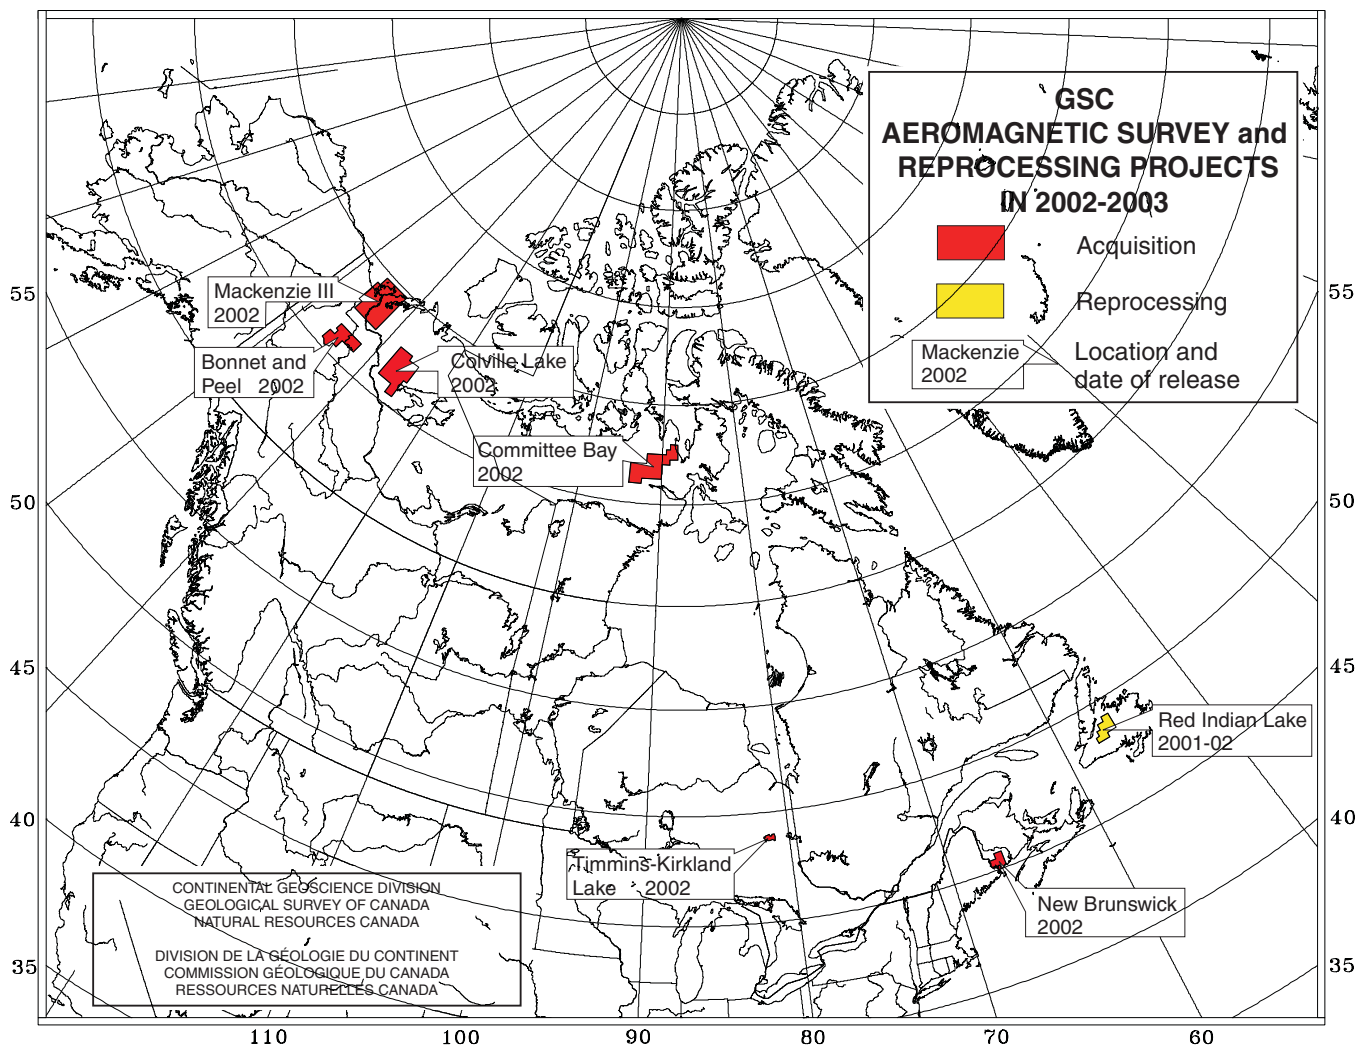 GSC
AEROMAGNETIC SURVEY and
REPROCESSING PROJECTS
IN 2002-2003
Acquisition
Reprocessing
Mackenzie
2002
Location and
date of release
Mackenzie III
2002
Bonnet and
Peel 2002
Colville Lake
2002
Committee Bay
2002
Red Indian Lake
2001-02
Timmins-Kirkland
Lake 2002
New Brunswick
2002
CONTINENTAL GEOSCIENCE DIVISION
GEOLOGICAL SURVEY OF CANADA
NATURAL RESOURCES CANADA
DIVISION DE LA GÉOLOGIE DU CONTINENT
COMMISSION GÉOLOGIQUE DU CANADA
RESSOURCES NATURELLES CANADA
55
50
45
40
35
55
50
45
40
35
110
100
90
80
70
60